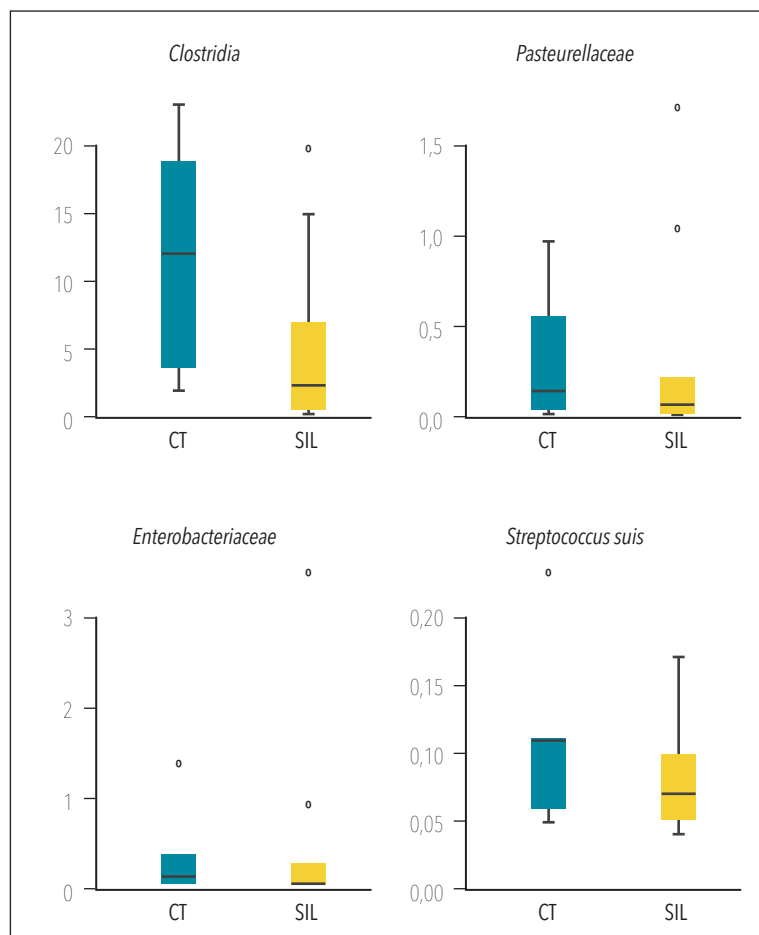 Clostridia
20
15
10
5
0
CT SIL
Pasteurellaceae
1,5
1,0
0,5
0,0
CT SIL
Enterobacteriaceae
3
2
1
0
CT SIL
Streptococcus suis
0,20
0,15
0,10
0,05
0,00
CT SIL